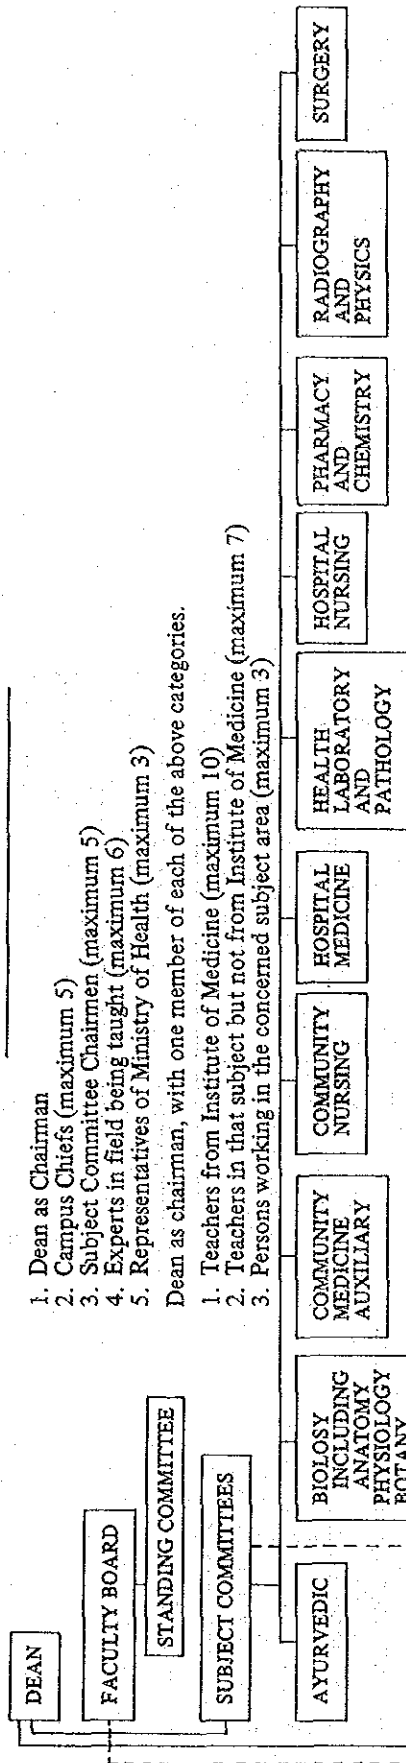 DEAN
FACULTY BOARD
STANDING COMMITTEE
SUBJECT COMMITTEES
1. Dean as Chairman
2. Campus Chiefs (maximum 5)
3. Subject Committee Chairmen (maximum 5)
4. Experts in field being taught (maximum 6)
5. Representatives of Ministry of Health (maximum 3)
Dean as chairman, with one member of each of the above categories.
1. Teachers from Institute of Medicine (maximum 10)
2. Teachers in that subject but not from Institute of Medicine (maximum 7)
3. Persons working in the concerned subject area (maximum 3)
AYURVEDIC
BIOLOSY
INCLUDING
ANATOMY
PHYSIOLOGY
BOTANY
COMMUNITY
MEDICINE
AUXILIARY
COMMUNITY
NURSING
HOSPITAL
MEDICINE
HEALTH
LABORATORY
AND
PATHOLOGY
HOSPITAL
NURSING
PHARMACY
AND
CHEMISTRY
RADIOGRAPHY
AND
PHYSICS
SURGERY